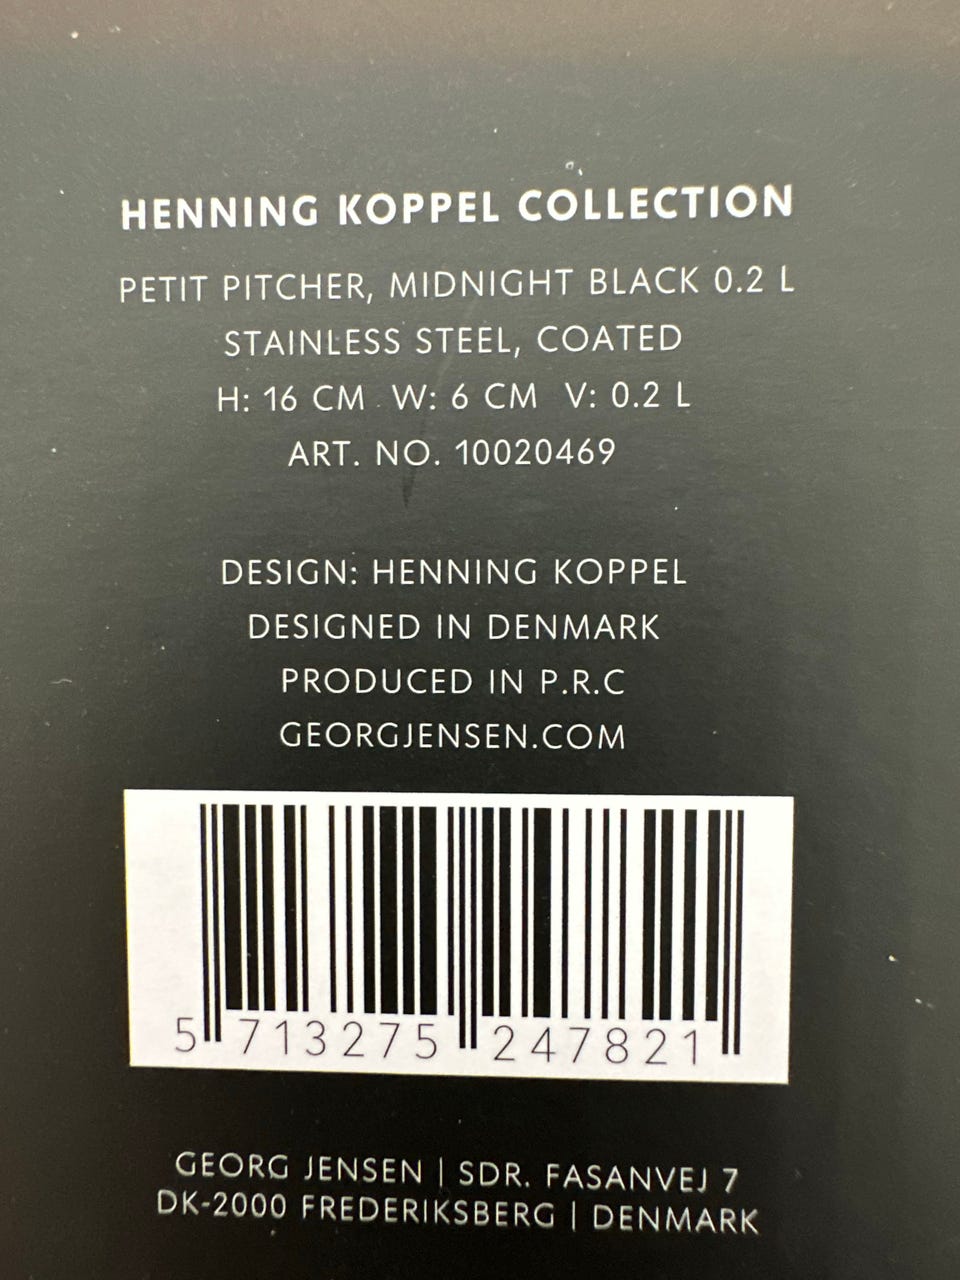 HENNING KOPPEL COLLECTION
PETIT PITCHER, MIDNIGHT BLACK 0.2 L
STAINLESS STEEL, COATED
H: 16 CM W: 6 CM V: 0.2 L
ART. NO. 10020469
DESIGN: HENNING KOPPEL
DESIGNED IN DENMARK
PRODUCED IN P.R.C
GEORGJENSEN.COM
5 713275 247821
GEORG JENSEN | SDR. FASANVEJ 7
DK-2000 FREDERIKSBERG | DENMARK